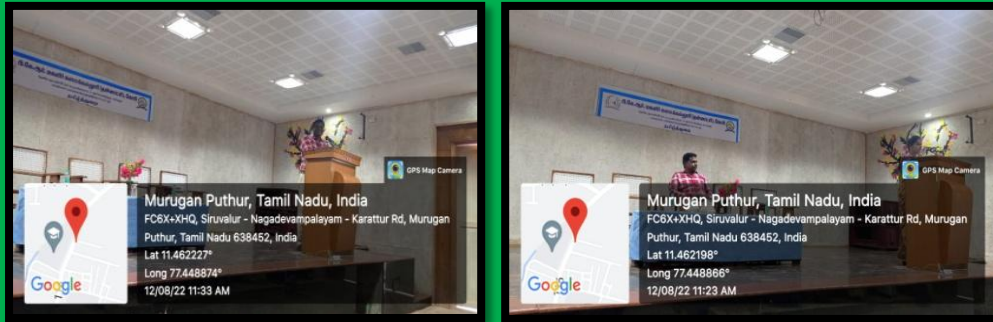 GPS Map Camera
Murugan Puthur, Tamil Nadu, India
FC6X+XHQ, Siruvalur - Nagadevampalayam - Karattur Rd, Murugan
Puthur, Tamil Nadu 638452, India
Lat 11.462227°
Long 77.448874°
12/08/22 11:33 AM
Google
GPS Map Camera
Murugan Puthur, Tamil Nadu, India
FC6X+XHQ, Siruvalur - Nagadevampalayam - Karattur Rd, Murugan
Puthur, Tamil Nadu 638452, India
Lat 11.462198°
Long 77.448866°
12/08/22 11:23 AM
Google